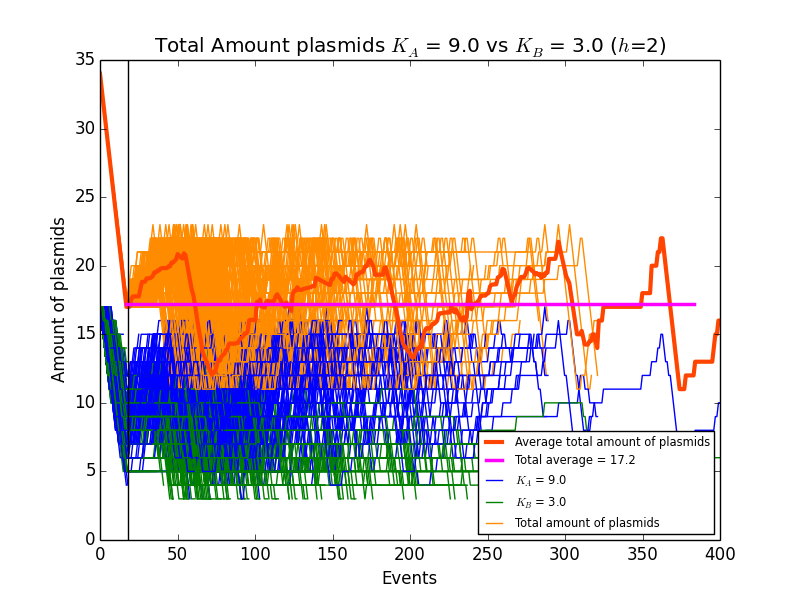 Total Amount plasmids K_A = 9.0 vs K_B = 3.0 (h=2)
Amount of plasmids
35
30
25
20
15
10
5
0
Average total amount of plasmids
Total average = 17.2
K_A = 9.0
K_B = 3.0
Total amount of plasmids
0 50 100 150 200 250 300 350 400
Events